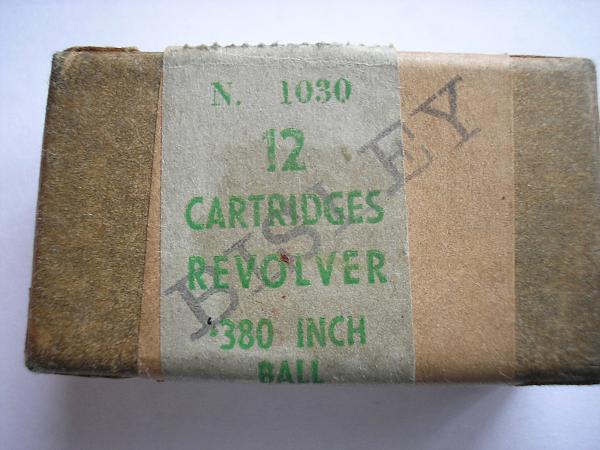 N. 1030
12
CARTRIDGES
REVOLVER
·380 INCH
BALL
BISLEY